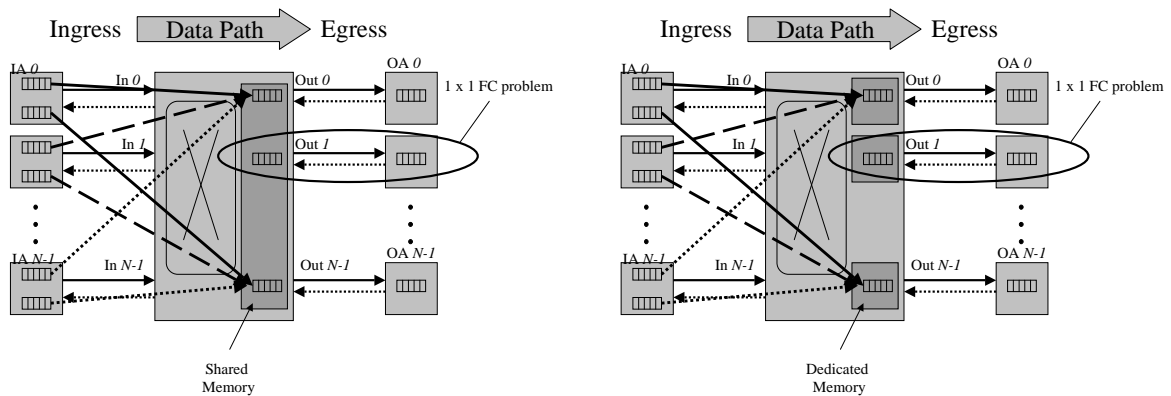 Ingress Data Path Egress
IA 0
In 0
Out 0
OA 0
1 x 1 FC problem
In 1
Out 1
IA N-1
In N-1
Out N-1
OA N-1
Shared
Memory
Ingress Data Path Egress
IA 0
In 0
Out 0
OA 0
1 x 1 FC problem
In 1
Out 1
IA N-1
In N-1
Out N-1
OA N-1
Dedicated
Memory